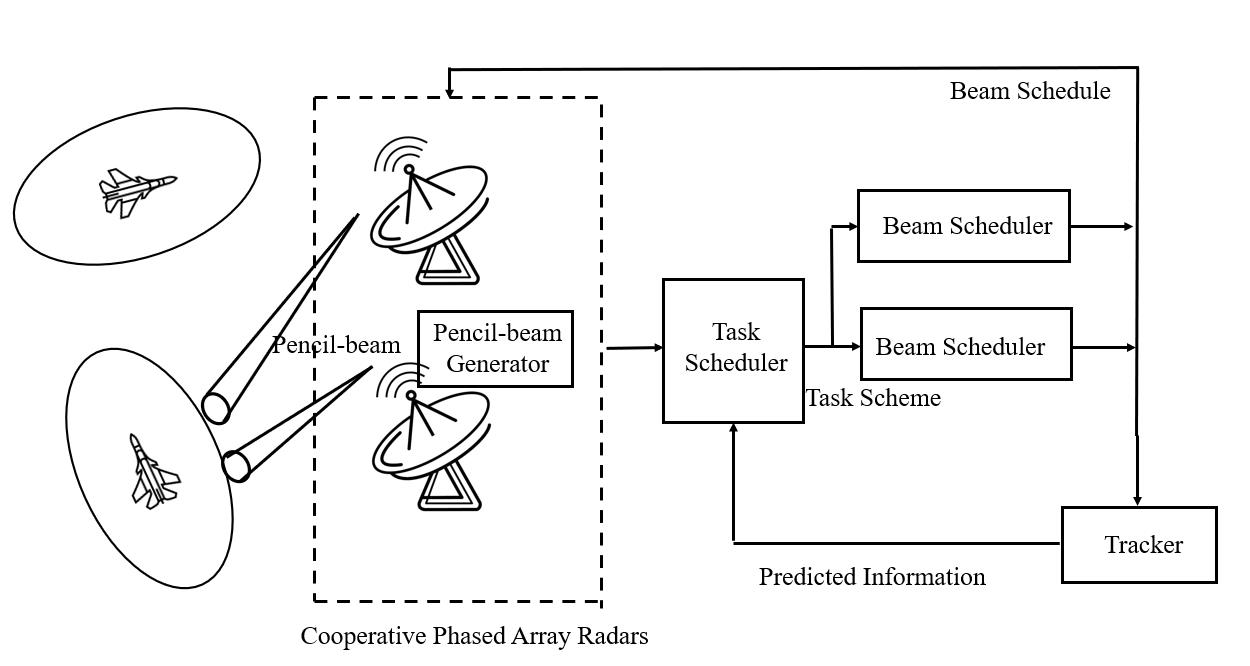 Beam Schedule
Beam Scheduler
Pencil-beam
Pencil-beam
Generator
Task
Scheduler
Beam Scheduler
Task Scheme
Tracker
Predicted Information
Cooperative Phased Array Radars